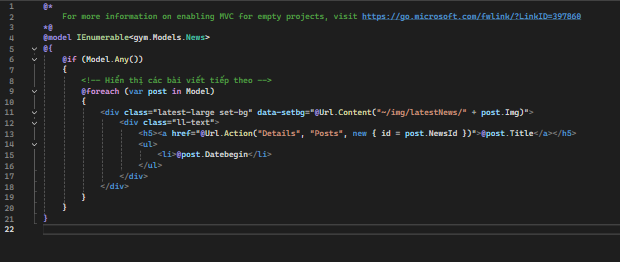 1 @*
2 For more information on enabling MVC for empty projects, visit https://go.microsoft.com/fwlink/?LinkID=397860
3 *@
4 @model IEnumerable<gym.Models.News>
5 @{
6 @if (Model.Any())
7 {
8 <!-- Hiển thị các bài viết tiếp theo -->
9 @foreach (var post in Model)
10 {
11 <div class="latest-large set-bg" data-setbg="@Url.Content("~/img/latestNews/" + post.Img)">
12 <div class="ll-text">
13 <h5><a href="@Url.Action("Details", "Posts", new { id = post.NewsId })">@post.Title</a></h5>
14 <ul>
15 <li>@post.Datebegin</li>
16 </ul>
17 </div>
18 </div>
19 }
20 }
21 }
22